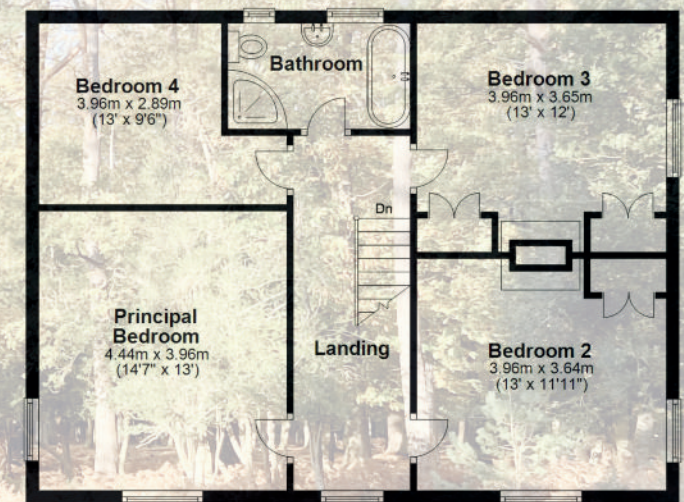 Bedroom 4
3.96m x 2.89m
(13' x 9'6")
Bathroom
Bedroom 3
3.96m x 3.65m
(13' x 12')
Dn
Principal
Bedroom
4.44m x 3.96m
(14'7" x 13')
Landing
Bedroom 2
3.96m x 3.64m
(13' x 11'11")